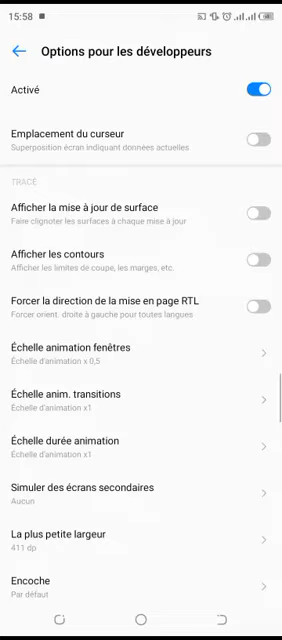 15:58
Options pour les développeurs
Activé
Emplacement du curseur
Superposition écran indiquant données actuelles
TRACÉ
Afficher la mise à jour de surface
Faire clignoter les surfaces à chaque mise à jour
Afficher les contours
Afficher les limites de coupe, les marges, etc.
Forcer la direction de la mise en page RTL
Forcer orient. droite à gauche pour toutes langues
Échelle animation fenêtres
Échelle d'animation x 0,5
Échelle anim. transitions
Échelle d'animation x1
Échelle durée animation
Échelle d'animation x1
Simuler des écrans secondaires
Aucun
La plus petite largeur
411 dp
Encoche
Par défaut